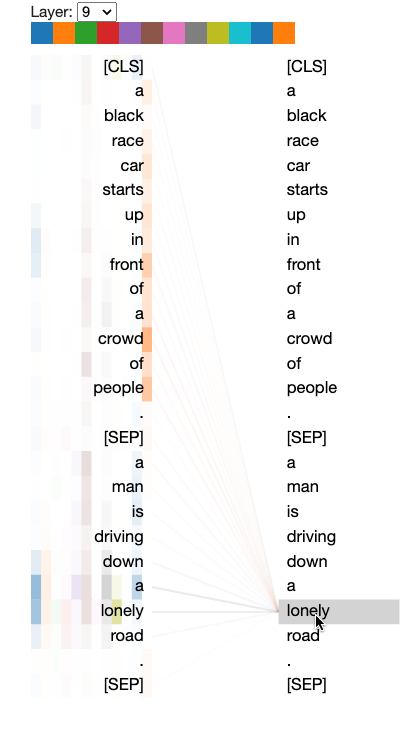 Layer: 9
[CLS] [CLS]
a a
black black
race race
car car
starts starts
up up
in in
front front
of of
a a
crowd crowd
of of
people people
. .
[SEP] [SEP]
a a
man man
is is
driving driving
down down
a a
lonely lonely
road road
. .
[SEP] [SEP]